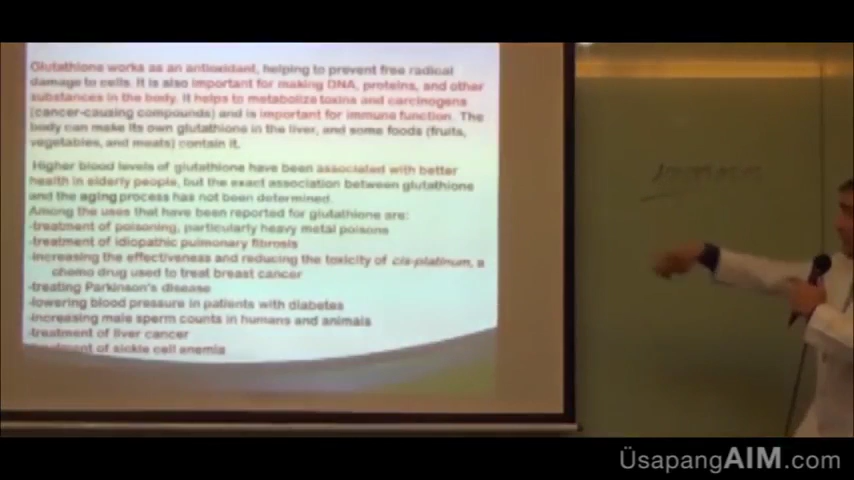 Glutathione works as an antioxidant, helping to prevent free radical
damage to cells. It is also important for making DNA, proteins, and other
substances in the body. It helps to metabolize toxins and carcinogens
(cancer-causing compounds) and is important for immune function. The
body can make its own glutathione in the liver, and some foods (fruits,
vegetables, and meats) contain it.
Higher blood levels of glutathione have been associated with better
health in elderly people, but the exact association between glutathione
and the aging process has not been determined.
Among the uses that have been reported for glutathione are:
-treatment of poisoning, particularly heavy metal poisons
-treatment of idiopathic pulmonary fibrosis
-increasing the effectiveness and reducing the toxicity of cis-platinum, a
chemo drug used to treat breast cancer
-treating Parkinson's disease
-lowering blood pressure in patients with diabetes
-increasing male sperm counts in humans and animals
-treatment of liver cancer
-treatment of sickle cell anemia
ÜsapangAIM.com